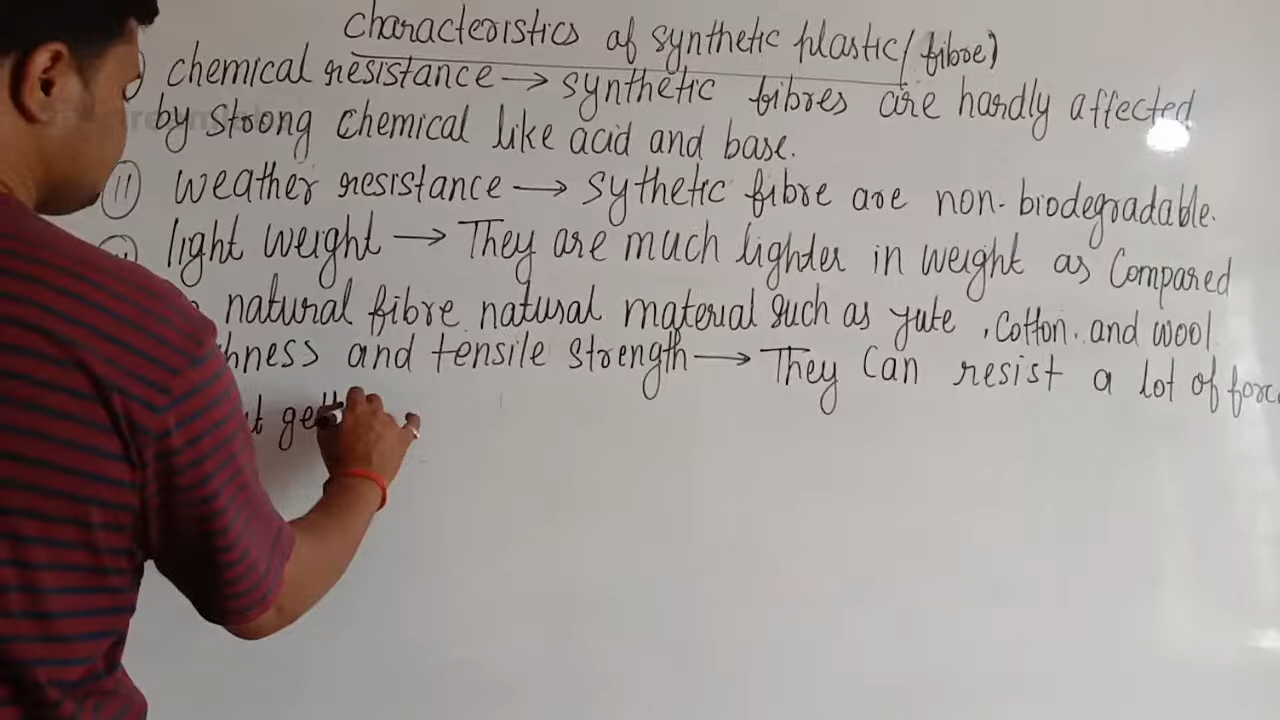 characteristics of synthetic plastic/(fibre)
chemical resistance → synthetic fibres are hardly affected
by strong chemical like acid and base.
(II) weather resistance → sythetic fibre are non-biodegradable.
light weight → They are much lighter in weight as Compared
natural fibre natural material such as yute, cotton. and wool
and tensile strength → They can resist a lot of